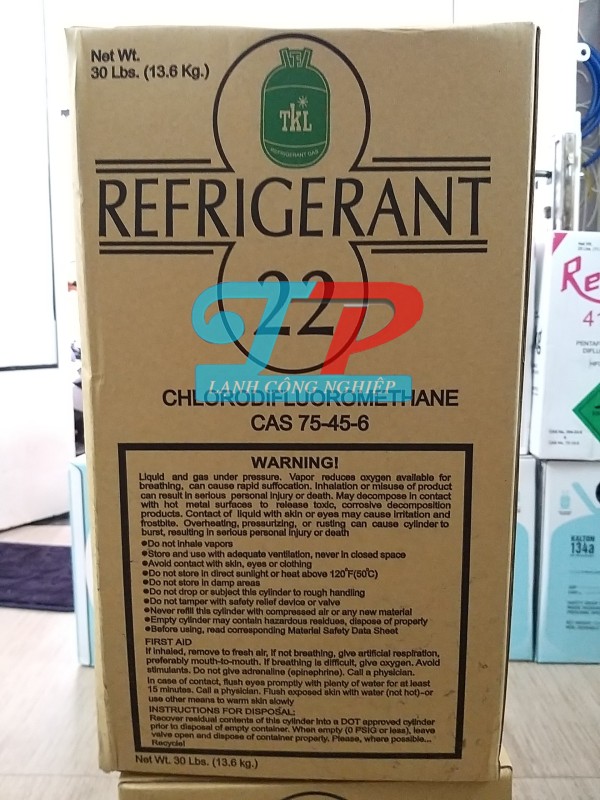 Net Wt.
30 Lbs. (13.6 Kg.)
TKL
REFRIGERANT GAS
REFRIGERANT
22
TP
LẠNH CÔNG NGHIỆP
CHLORODIFLUOROMETHANE
CAS 75-45-6
WARNING!
Liquid and gas under pressure. Vapor reduces oxygen available for
breathing, can cause rapid suffocation. Inhalation or misuse of product
can result in serious personal injury or death. May decompose in contact
with hot metal surfaces to release toxic, corrosive decomposition
products. Contact of liquid with skin or eyes may cause irritation and
frostbite. Overheating, pressurizing, or rusting can cause cylinder to
burst, resulting in serious personal injury or death
●Do not inhale vapors
●Store and use with adequate ventilation, never in closed space
●Avoid contact with skin, eyes or clothing
●Do not store in direct sunlight or heat above 120°F(50°C)
●Do not store in damp areas
●Do not drop or subject this cylinder to rough handling
●Do not tamper with safety relief device or valve
●Never refill this cylinder with compressed air or any new material
●Empty cylinder may contain hazardous residues, dispose of property
●Before using, read corresponding Material Safety Data Sheet
FIRST AID
If inhaled, remove to fresh air, if not breathing, give artificial respiration,
preferably mouth-to-mouth. If breathing is difficult, give oxygen. Avoid
stimulants. Do not give adrenaline (epinephrine). Call a physician.
In case of contact, flush eyes promptly with plenty of water for at least
15 minutes. Call a physician. Flush exposed skin with water (not hot)-or
use other means to warm skin slowly
INSTRUCTIONS FOR DISPOSAL:
Recover residual contents of this cylinder into a DOT approved cylinder
prior to disposal of empty container. When empty (0 PSIG or less), leave
valve open and dispose of container properly. Please, where possible...
Recycle!
Net Wt. 30 Lbs. (13.6 kg.)
Re
41
PENTAF
DIFLU
KALTON
134a